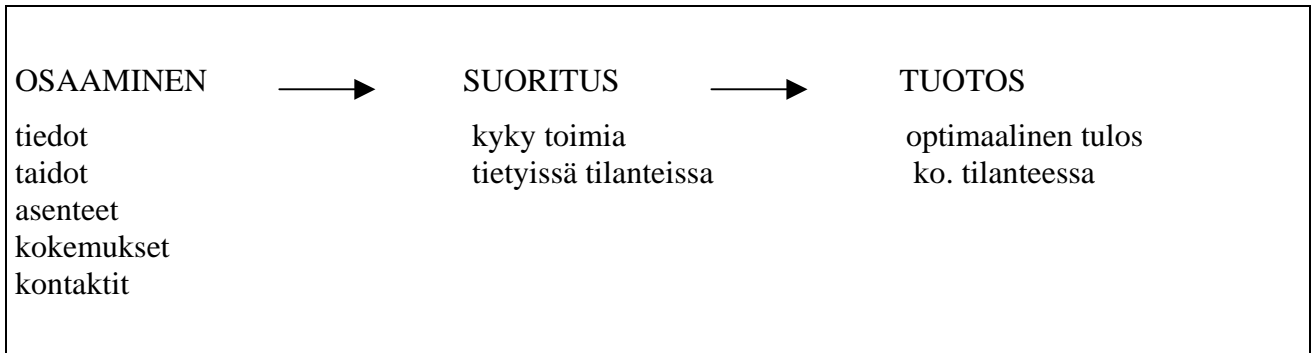 OSAAMINEN SUORITUS TUOTOS
tiedot kyky toimia optimaalinen tulos
taidot tietyissä tilanteissa ko. tilanteessa
asenteet
kokemukset
kontaktit